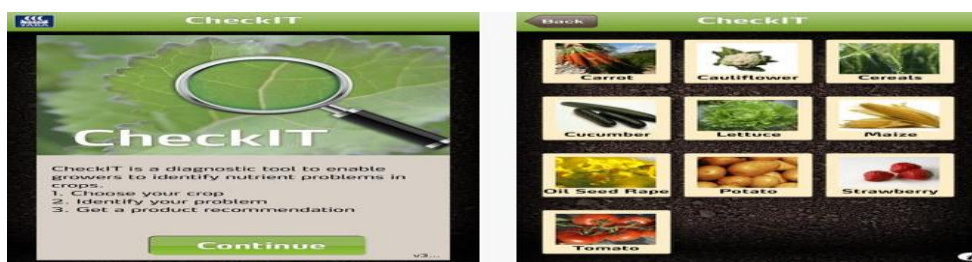 YARA
CheckIT
CheckIT
CheckIT is a diagnostic tool to enable
growers to identify nutrient problems in
crops.
1. Choose your crop
2. Identify your problem
3. Get a product recommendation
Continue
v3...
Back
CheckIT
Carrot
Cauliflower
Cereals
Cucumber
Lettuce
Maize
Oil Seed Rape
Potato
Strawberry
Tomato